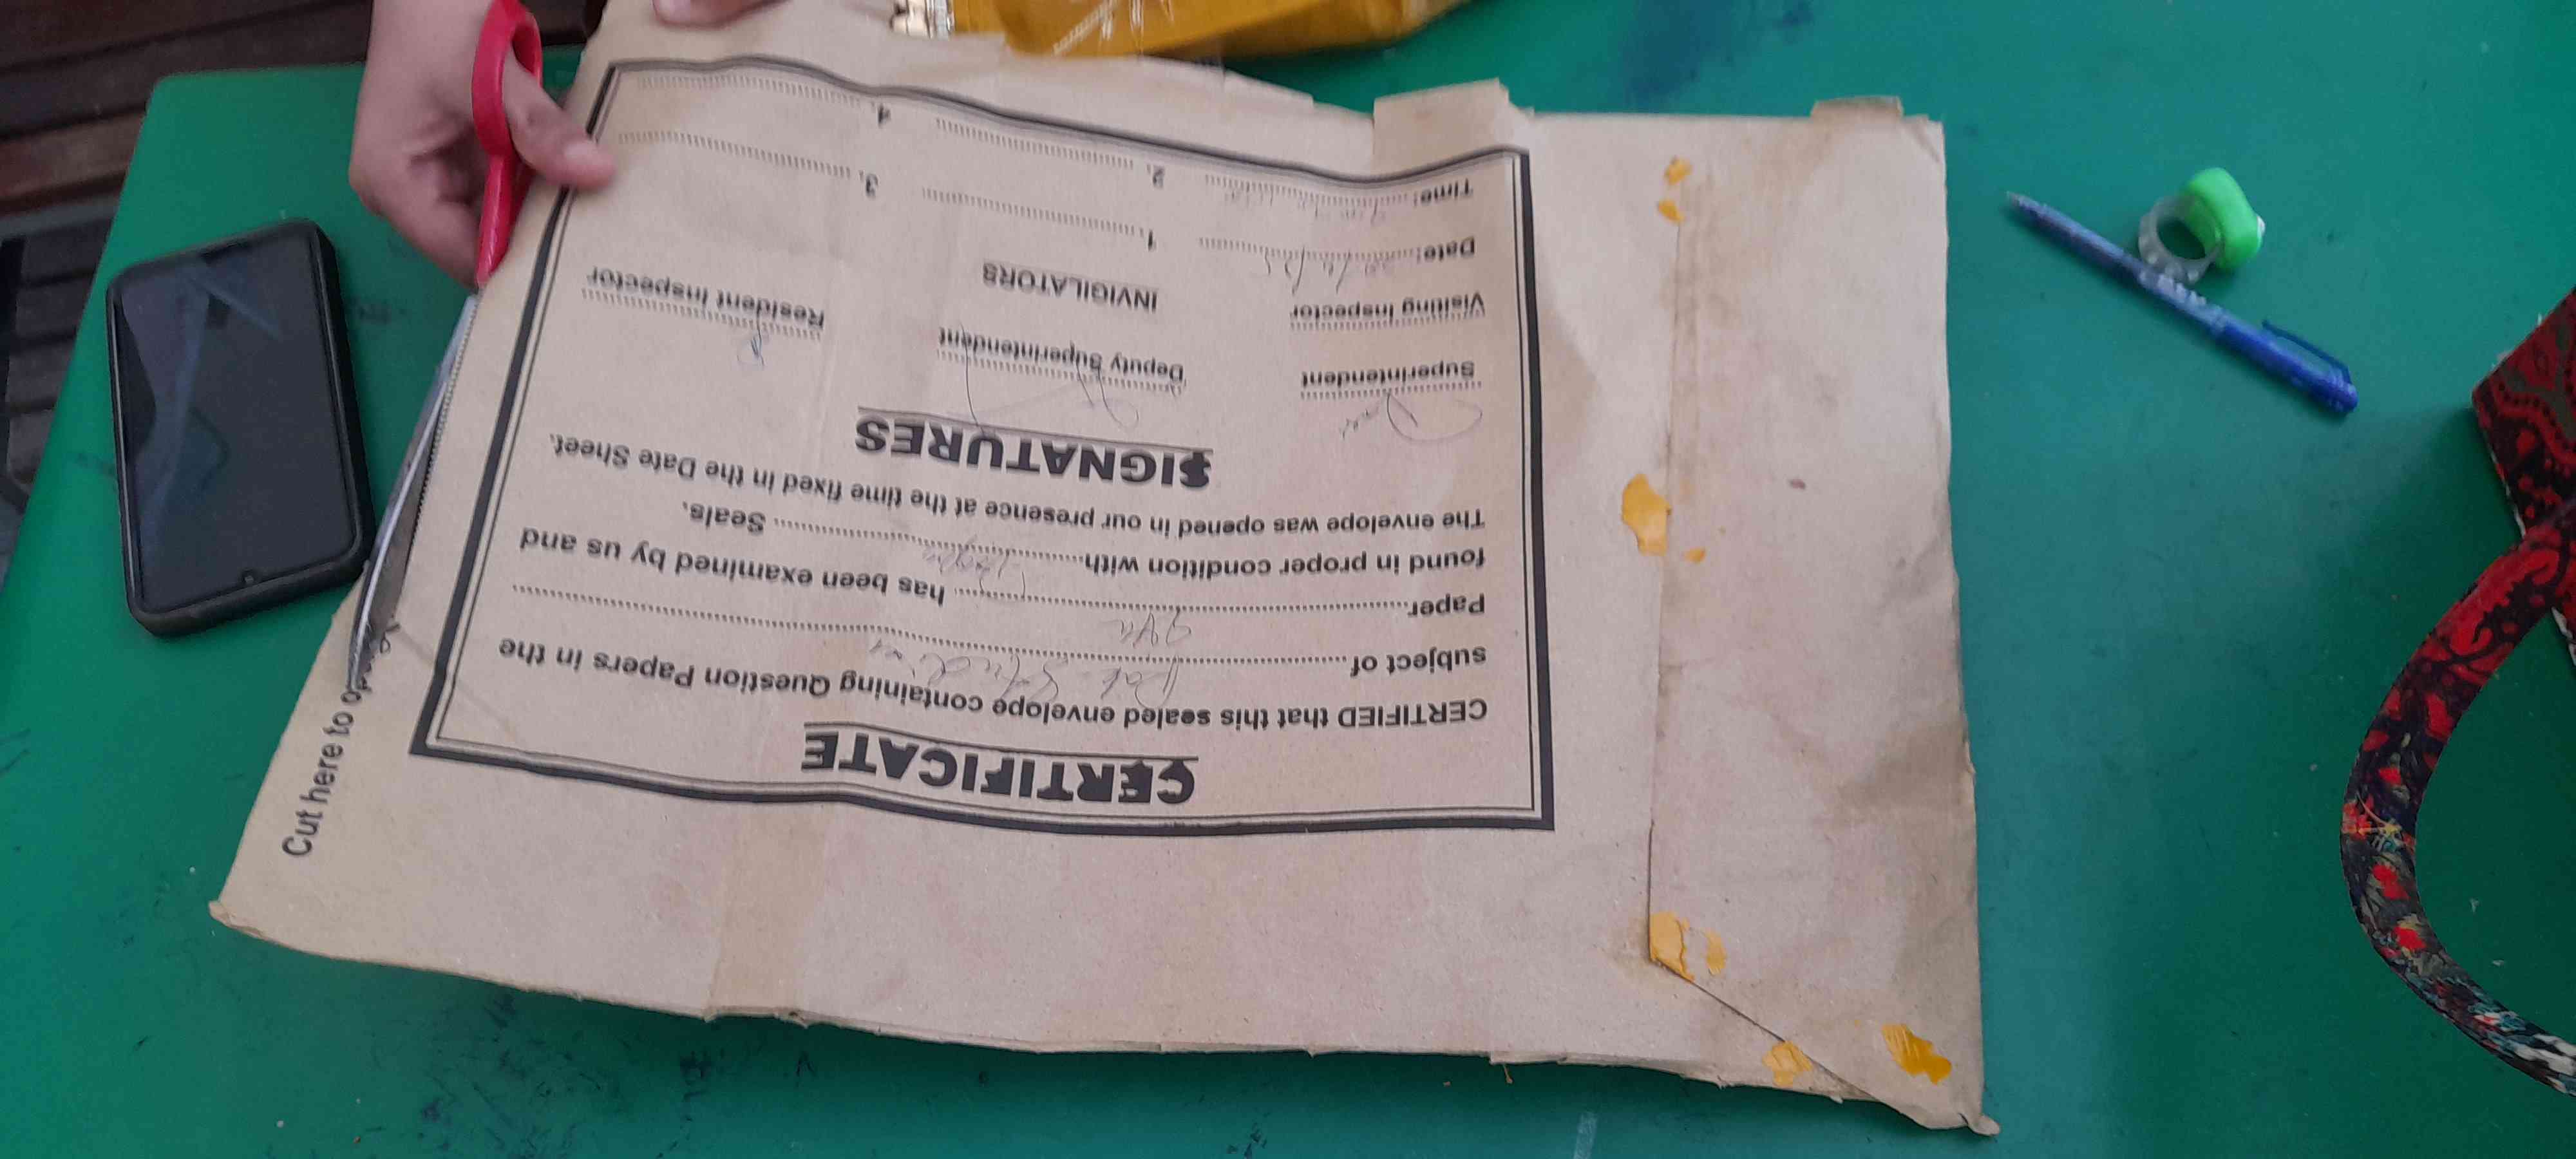 CERTIFICATE
CERTIFIED that this sealed envelope containing Question Papers in the
subject of Pak Studies
Paper 9th has been examined by us and
found in proper condition with Seals.
The envelope was opened in our presence at the time fixed in the Date Sheet.
SIGNATURES
Superintendent Deputy Superintendent Resident Inspector
Visiting Inspector
INVIGILATORS
Date: 1. 3.
Time: 2. 4.
Cut here to